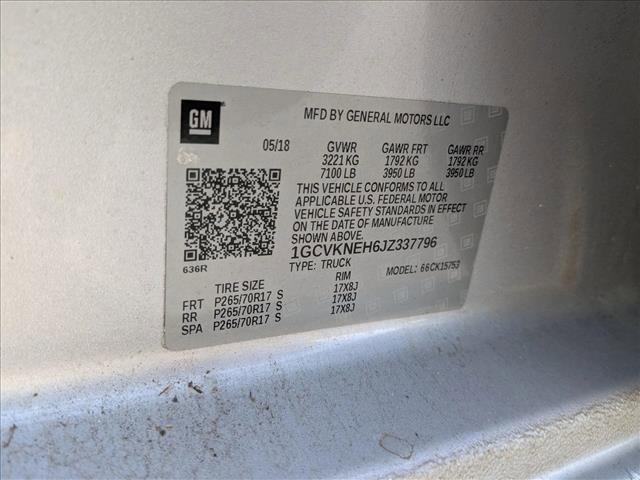 GM
MFD BY GENERAL MOTORS LLC
05/18 GVWR GAWR FRT GAWR RR
3221 KG 1792 KG 1792 KG
7100 LB 3950 LB 3950 LB
THIS VEHICLE CONFORMS TO ALL
APPLICABLE U.S. FEDERAL MOTOR
VEHICLE SAFETY STANDARDS IN EFFECT
ON THE DATE OF MANUFACTURE
SHOWN ABOVE.
1GCVKNEH6JZ337796
636R TYPE: TRUCK MODEL: 66CK15753
TIRE SIZE RIM
FRT P265/70R17 S 17X8J
RR P265/70R17 S 17X8J
SPA P265/70R17 S 17X8J